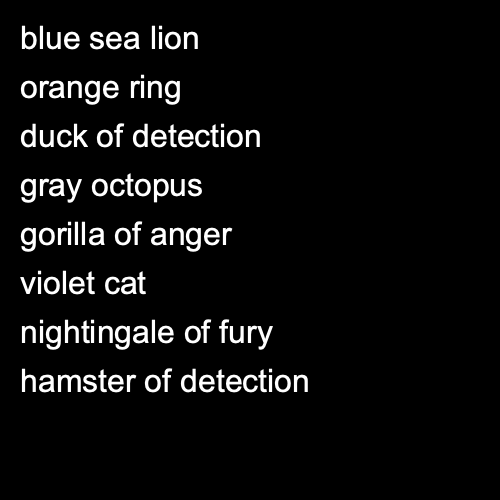 blue sea lion
orange ring
duck of detection
gray octopus
gorilla of anger
violet cat
nightingale of fury
hamster of detection